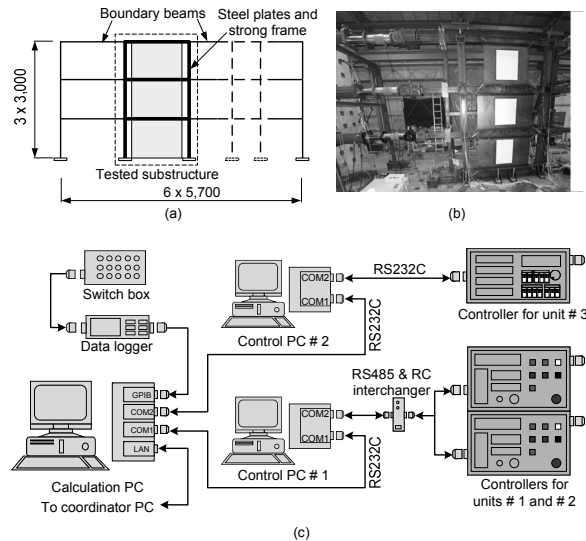 Boundary beams
Steel plates and
strong frame
3 x 3,000
Tested substructure
6 x 5,700
(a)
(b)
Switch box
Data logger
GPIB
COM2
COM1
LAN
Calculation PC
To coordinator PC
COM2
COM1
Control PC # 2
RS232C
RS232C
Controller for unit # 3
RS485 & RC
interchanger
COM2
COM1
Control PC # 1
RS232C
Controllers for
units # 1 and # 2
(c)